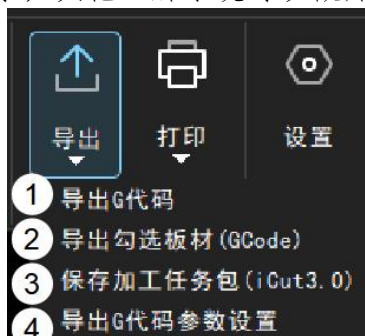 导出 打印 设置
1 导出G代码
2 导出勾选板材(GCode)
3 保存加工任务包(iCut3.0)
4 导出G代码参数设置